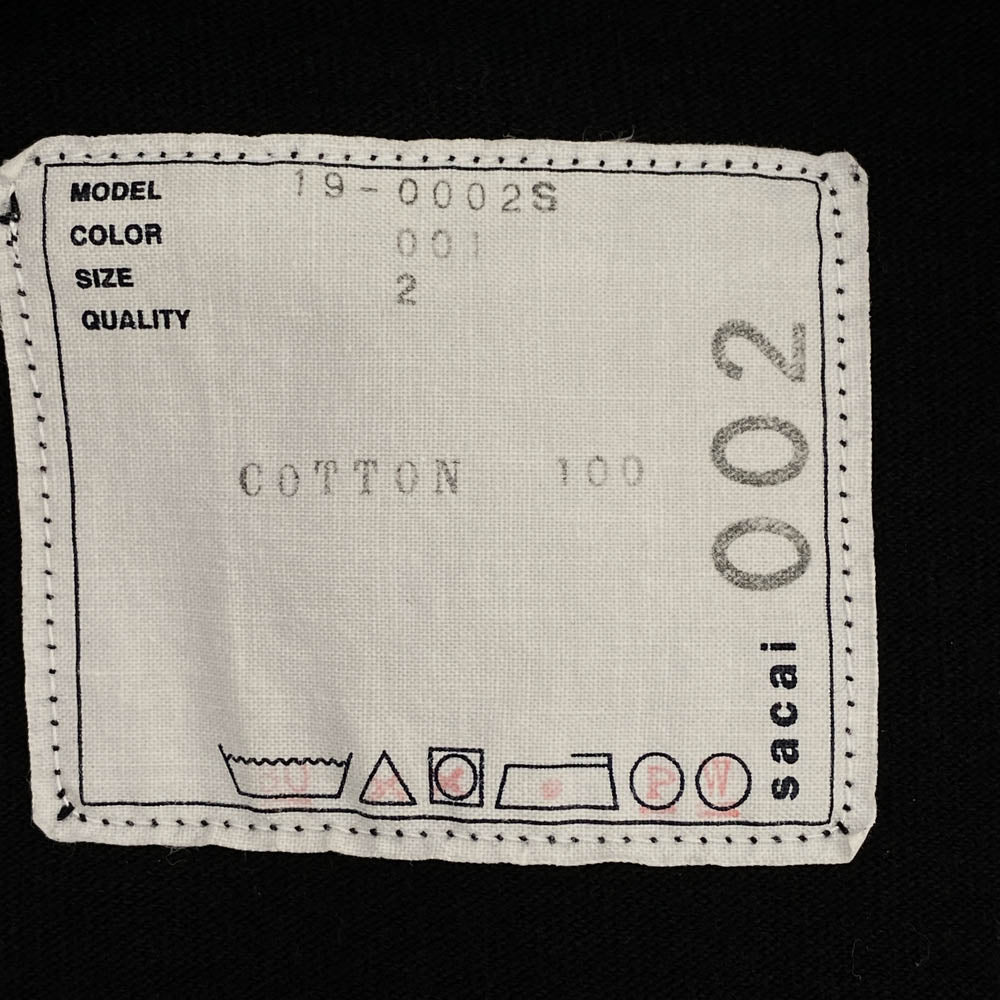 MODEL 19-0002S
COLOR 001
SIZE 2
QUALITY
COTTON 100
sacai 002
P W